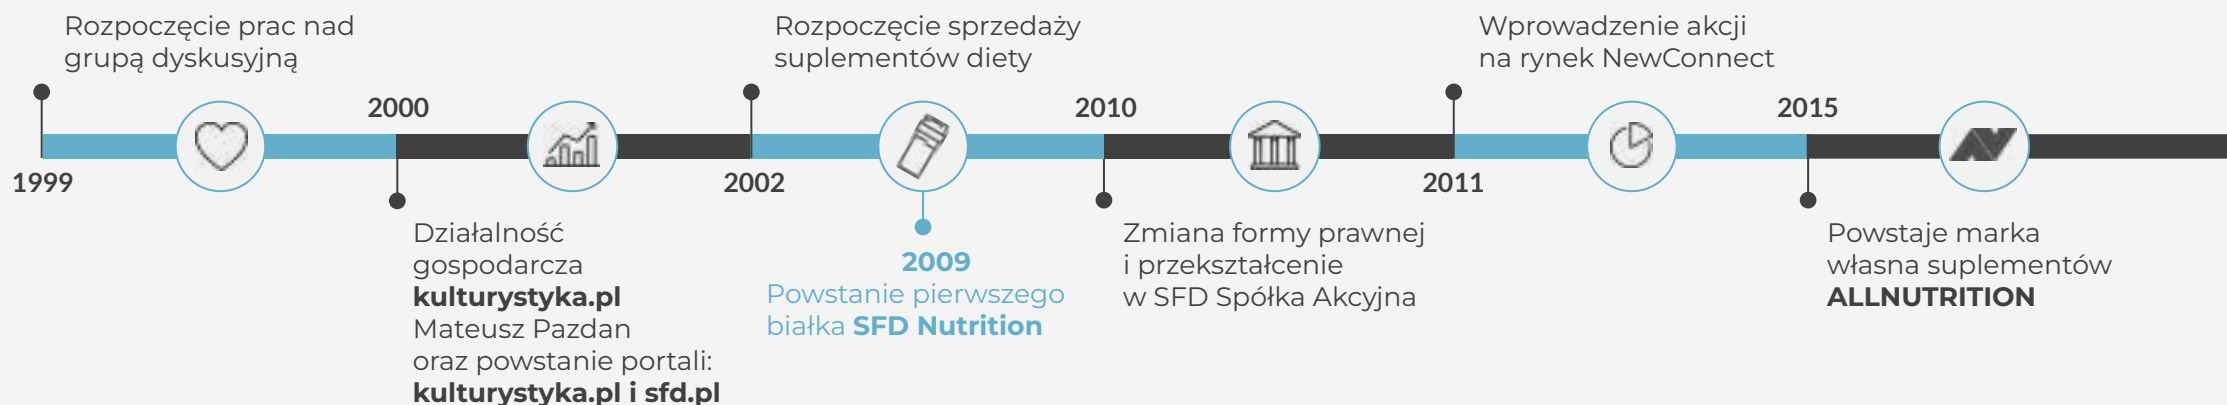 Rozpoczęcie prac nad
grupą dyskusyjną
1999
2000
Działalność
gospodarcza
kulturystyka.pl
Mateusz Pazdan
oraz powstanie portali:
kulturystyka.pl i sfd.pl
Rozpoczęcie sprzedaży
suplementów diety
2002
2009
Powstanie pierwszego
białka SFD Nutrition
2010
Zmiana formy prawnej
i przekształcenie
w SFD Spółka Akcyjna
Wprowadzenie akcji
na rynek NewConnect
2011
2015
Powstaje marka
własna suplementów
ALLNUTRITION